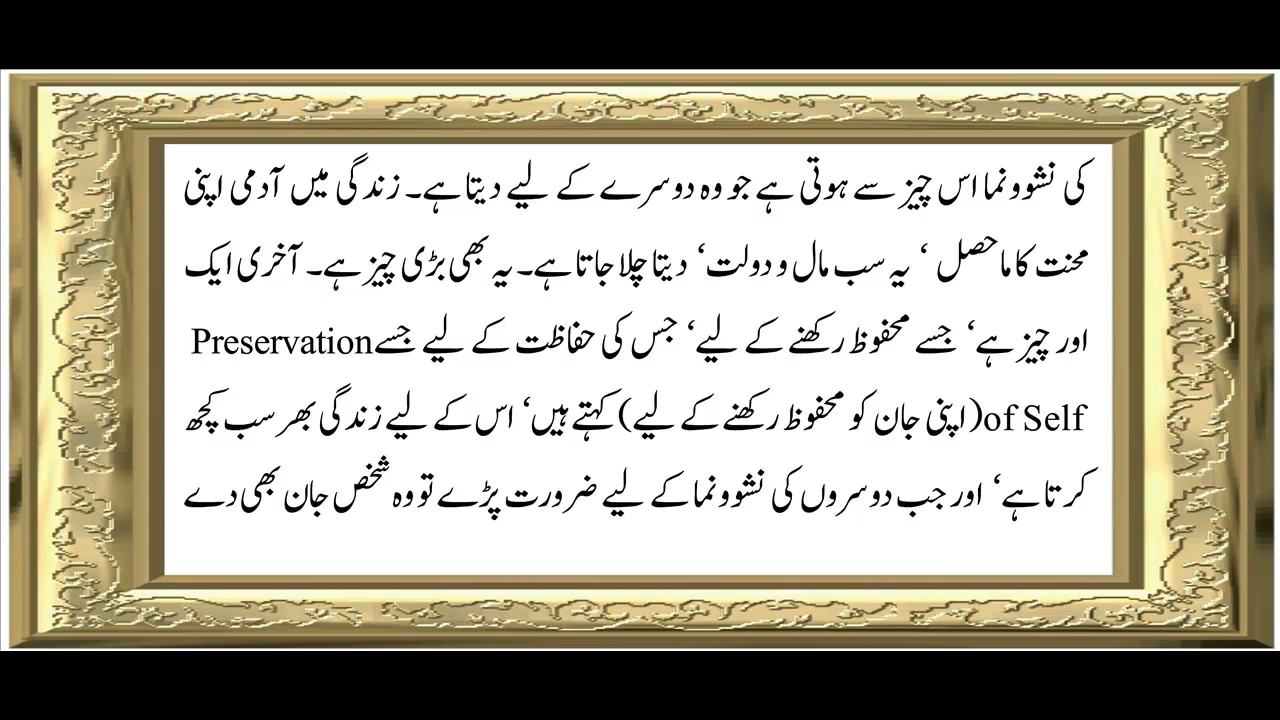 کی نشوونما اس چیز سے ہوتی ہے جو وہ دوسرے کے لیے دیتا ہے۔ زندگی میں آدمی اپنی
محنت کا ماحصل ‘ یہ سب مال و دولت‘ دیتا چلا جاتا ہے۔ یہ بھی بڑی چیز ہے۔ آخری ایک
اور چیز ہے‘ جسے محفوظ رکھنے کے لیے‘ جس کی حفاظت کے لیے جسے Preservation
of Self (اپنی جان کو محفوظ رکھنے کے لیے) کہتے ہیں‘ اس کے لیے زندگی بھر سب کچھ
کرتا ہے‘ اور جب دوسروں کی نشوونما کے لیے ضرورت پڑے تو وہ شخص جان بھی دے